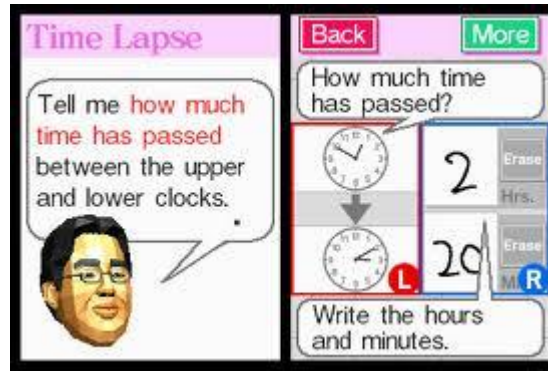 Time Lapse
Tell me how much
time has passed
between the upper
and lower clocks.
Back
More
How much time
has passed?
2
Erase
Hrs.
20
Erase
L
R
Write the hours
and minutes.